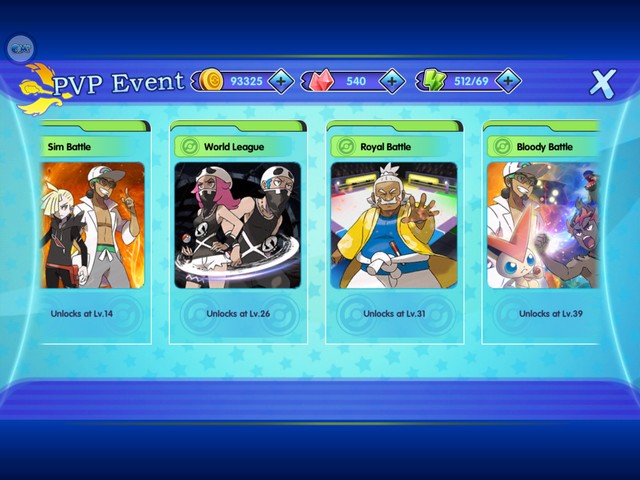 PVP Event
93325
540
512/69
Sim Battle
World League
Royal Battle
Bloody Battle
Unlocks at Lv.14
Unlocks at Lv.26
Unlocks at Lv.31
Unlocks at Lv.39